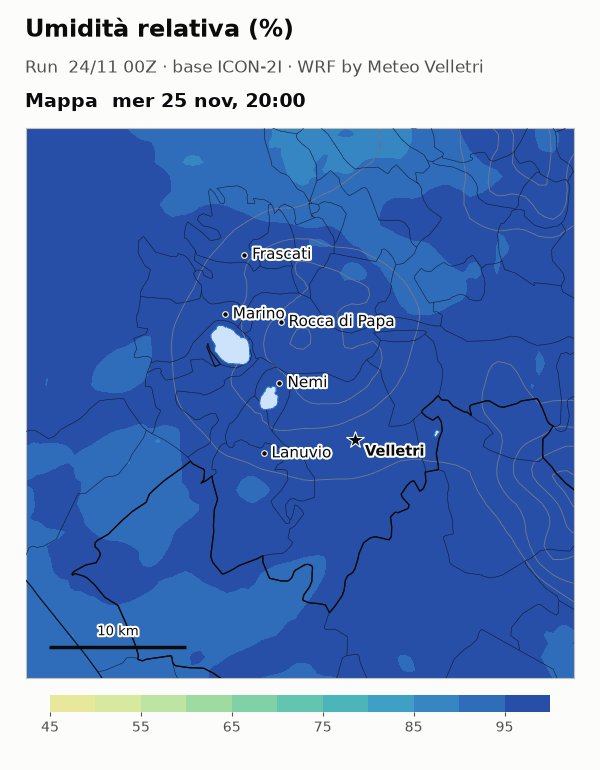 Umidità relativa (%)
Run 24/11 00Z · base ICON-2I · WRF by Meteo Velletri
Mappa mer 25 nov, 20:00
Frascati
Marino
Rocca di Papa
Nemi
Velletri
Lanuvio
10 km
45 55 65 75 85 95